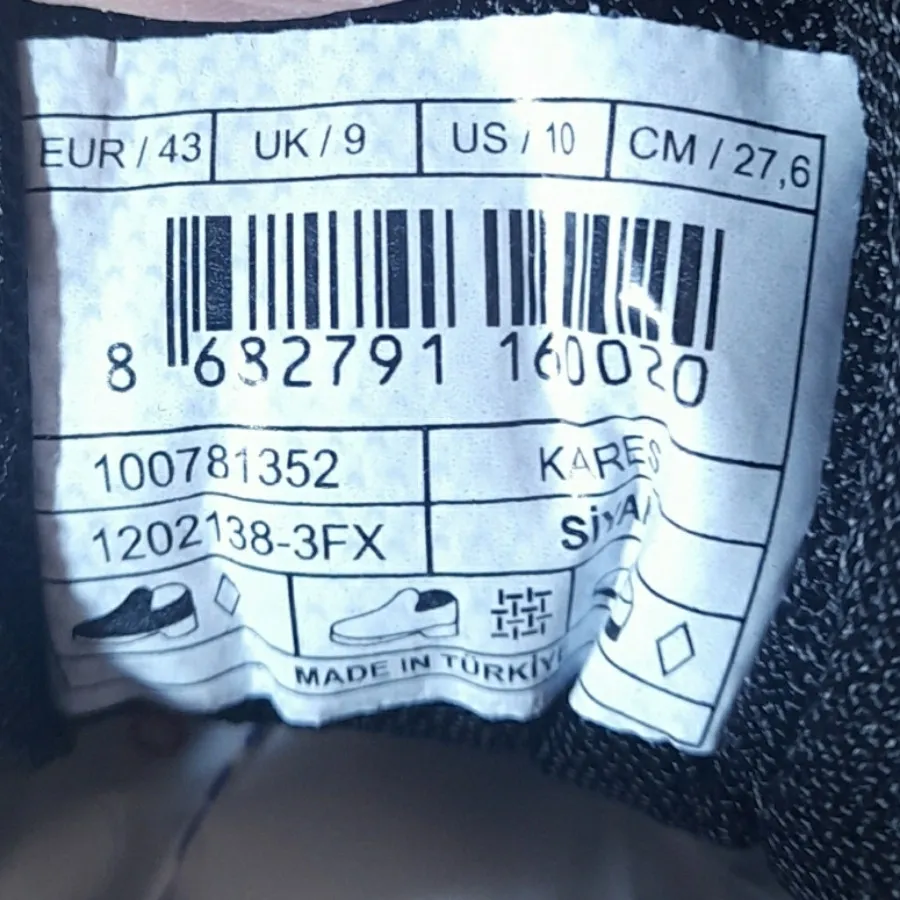 EUR / 43 UK / 9 US / 10 CM / 27,6
8 682791 160020
100781352 KARES
1202138-3FX
MADE IN TÜRKİYE